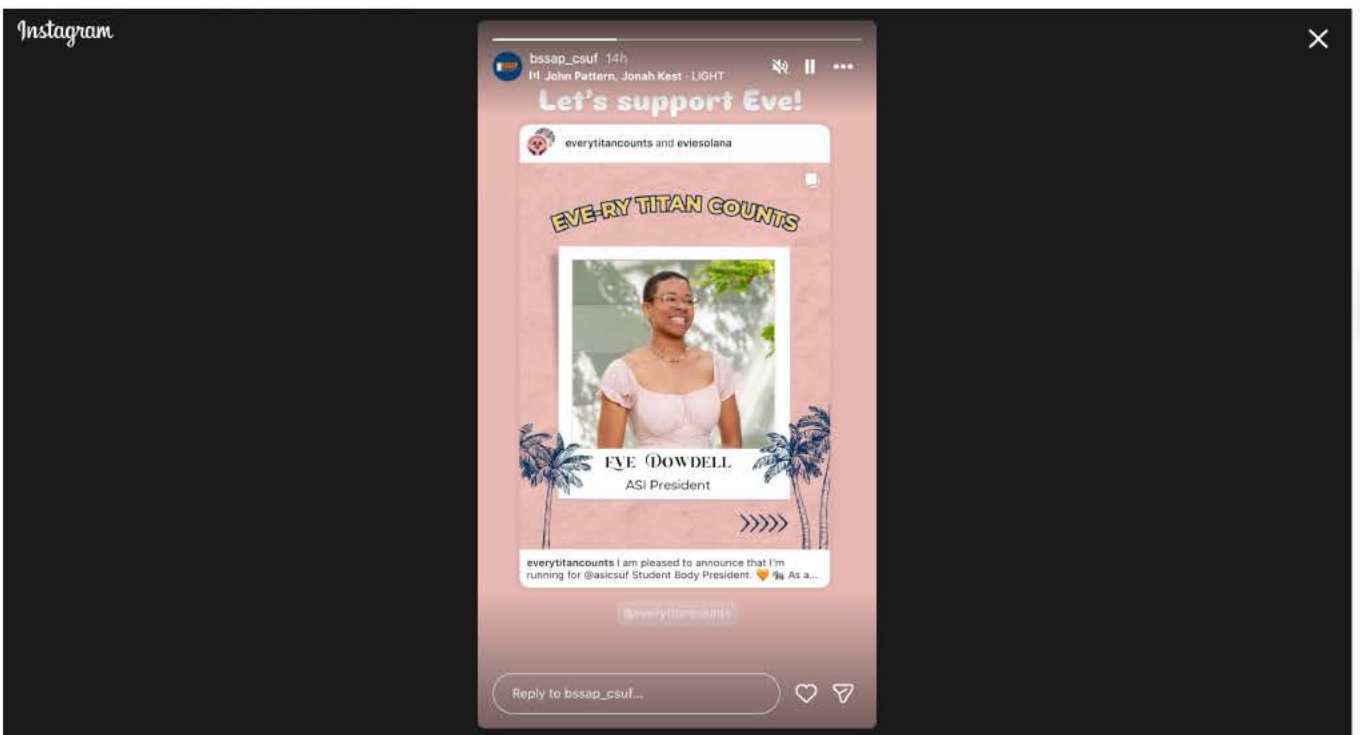 Instagram
bssap_csuf 14h
John Pattern, Jonah Kest · LIGHT
Let's support Eve!
everytitancounts and eviesolana
EVE-RY TITAN COUNTS
EVE DOWDELL
ASI President
>>>>>
everytitancounts I am pleased to announce that I'm
running for @asicsuf Student Body President. 🧡🐘 As a...
@everytitancounts
Reply to bssap_csuf...